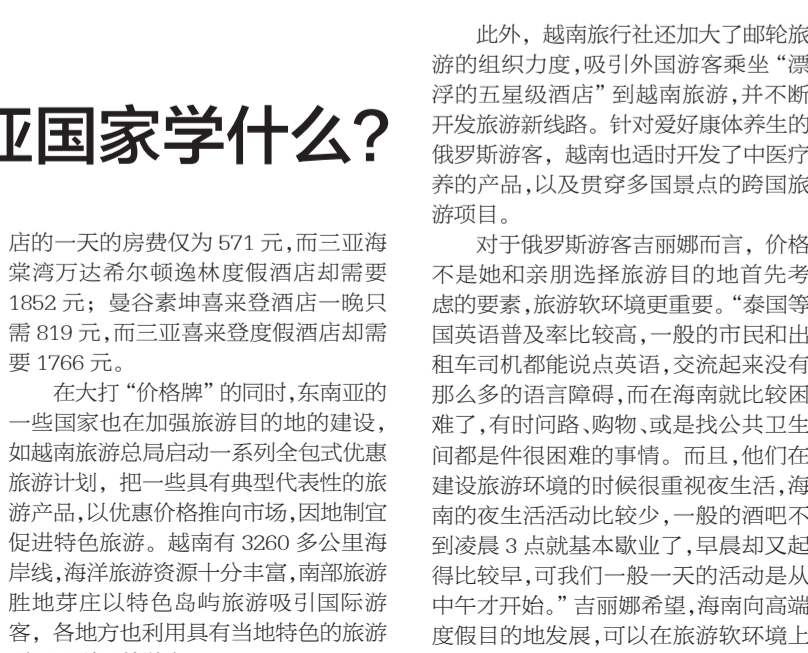 亚国家学什么?
店的一天的房费仅为 571 元,而三亚海
棠湾万达希尔顿逸林度假酒店却需要
1852 元；曼谷素坤喜来登酒店一晚只
需 819 元,而三亚喜来登度假酒店却需
要 1766 元。
在大打“价格牌”的同时,东南亚的
一些国家也在加强旅游目的地的建设，
如越南旅游总局启动一系列全包式优惠
旅游计划，把一些具有典型代表性的旅
游产品,以优惠价格推向市场,因地制宜
促进特色旅游。越南有 3260 多公里海
岸线,海洋旅游资源十分丰富,南部旅游
胜地芽庄以特色岛屿旅游吸引国际游
客，各地方也利用具有当地特色的旅游
此外，越南旅行社还加大了邮轮旅
游的组织力度,吸引外国游客乘坐“漂
浮的五星级酒店”到越南旅游,并不断
开发旅游新线路。针对爱好康体养生的
俄罗斯游客，越南也适时开发了中医疗
养的产品,以及贯穿多国景点的跨国旅
游项目。
对于俄罗斯游客吉丽娜而言，价格
不是她和亲朋选择旅游目的地首先考
虑的要素,旅游软环境更重要。“泰国等
国英语普及率比较高,一般的市民和出
租车司机都能说点英语,交流起来没有
那么多的语言障碍,而在海南就比较困
难了,有时问路、购物、或是找公共卫生
间都是件很困难的事情。而且,他们在
建设旅游环境的时候很重视夜生活,海
南的夜生活活动比较少,一般的酒吧不
到凌晨 3 点就基本歇业了,早晨却又起
得比较早,可我们一般一天的活动是从
中午才开始。”吉丽娜希望,海南向高端
度假目的地发展,可以在旅游软环境上